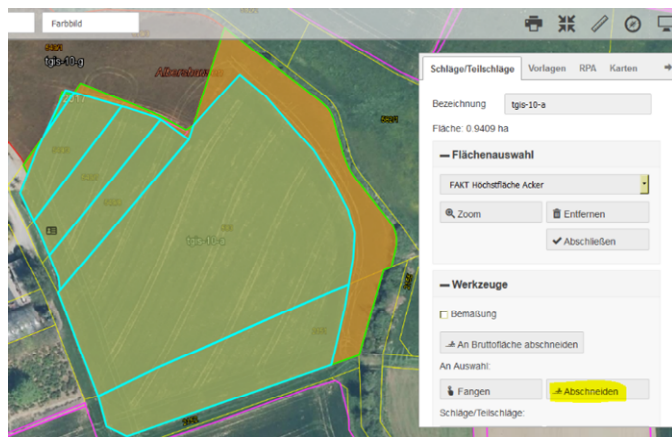 Farbbild
tgis-10-g
tgis-10-a
Schläge/Teilschläge Vorlagen RPA Karten
Bezeichnung tgis-10-a
Fläche: 0.9409 ha
Flächenauswahl
FAKT Höchstfläche Acker
Zoom Entfernen
Abschließen
Werkzeuge
Bemaßung
An Bruttofläche abschneiden
An Auswahl:
Fangen Abschneiden
Schläge/Teilschläge: